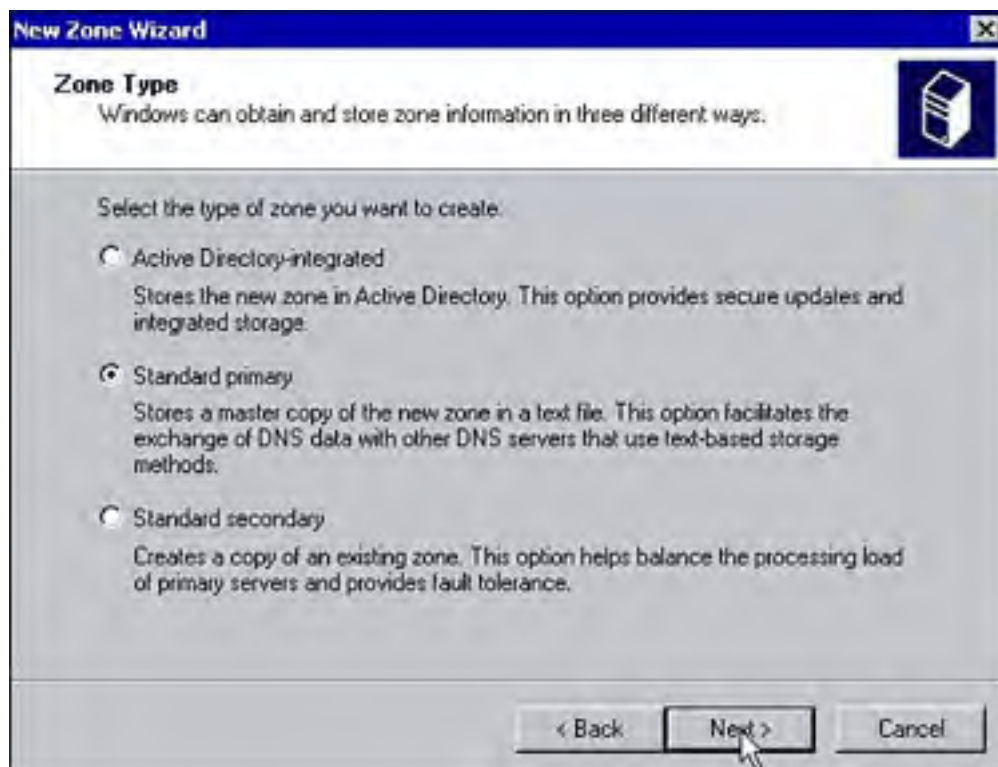 New Zone Wizard
Zone Type
Windows can obtain and store zone information in three different ways.
Select the type of zone you want to create.
Active Directory-integrated
Stores the new zone in Active Directory. This option provides secure updates and
integrated storage.
Standard primary
Stores a master copy of the new zone in a text file. This option facilitates the
exchange of DNS data with other DNS servers that use text-based storage
methods.
Standard secondary
Creates a copy of an existing zone. This option helps balance the processing load
of primary servers and provides fault tolerance.
< Back
Next >
Cancel